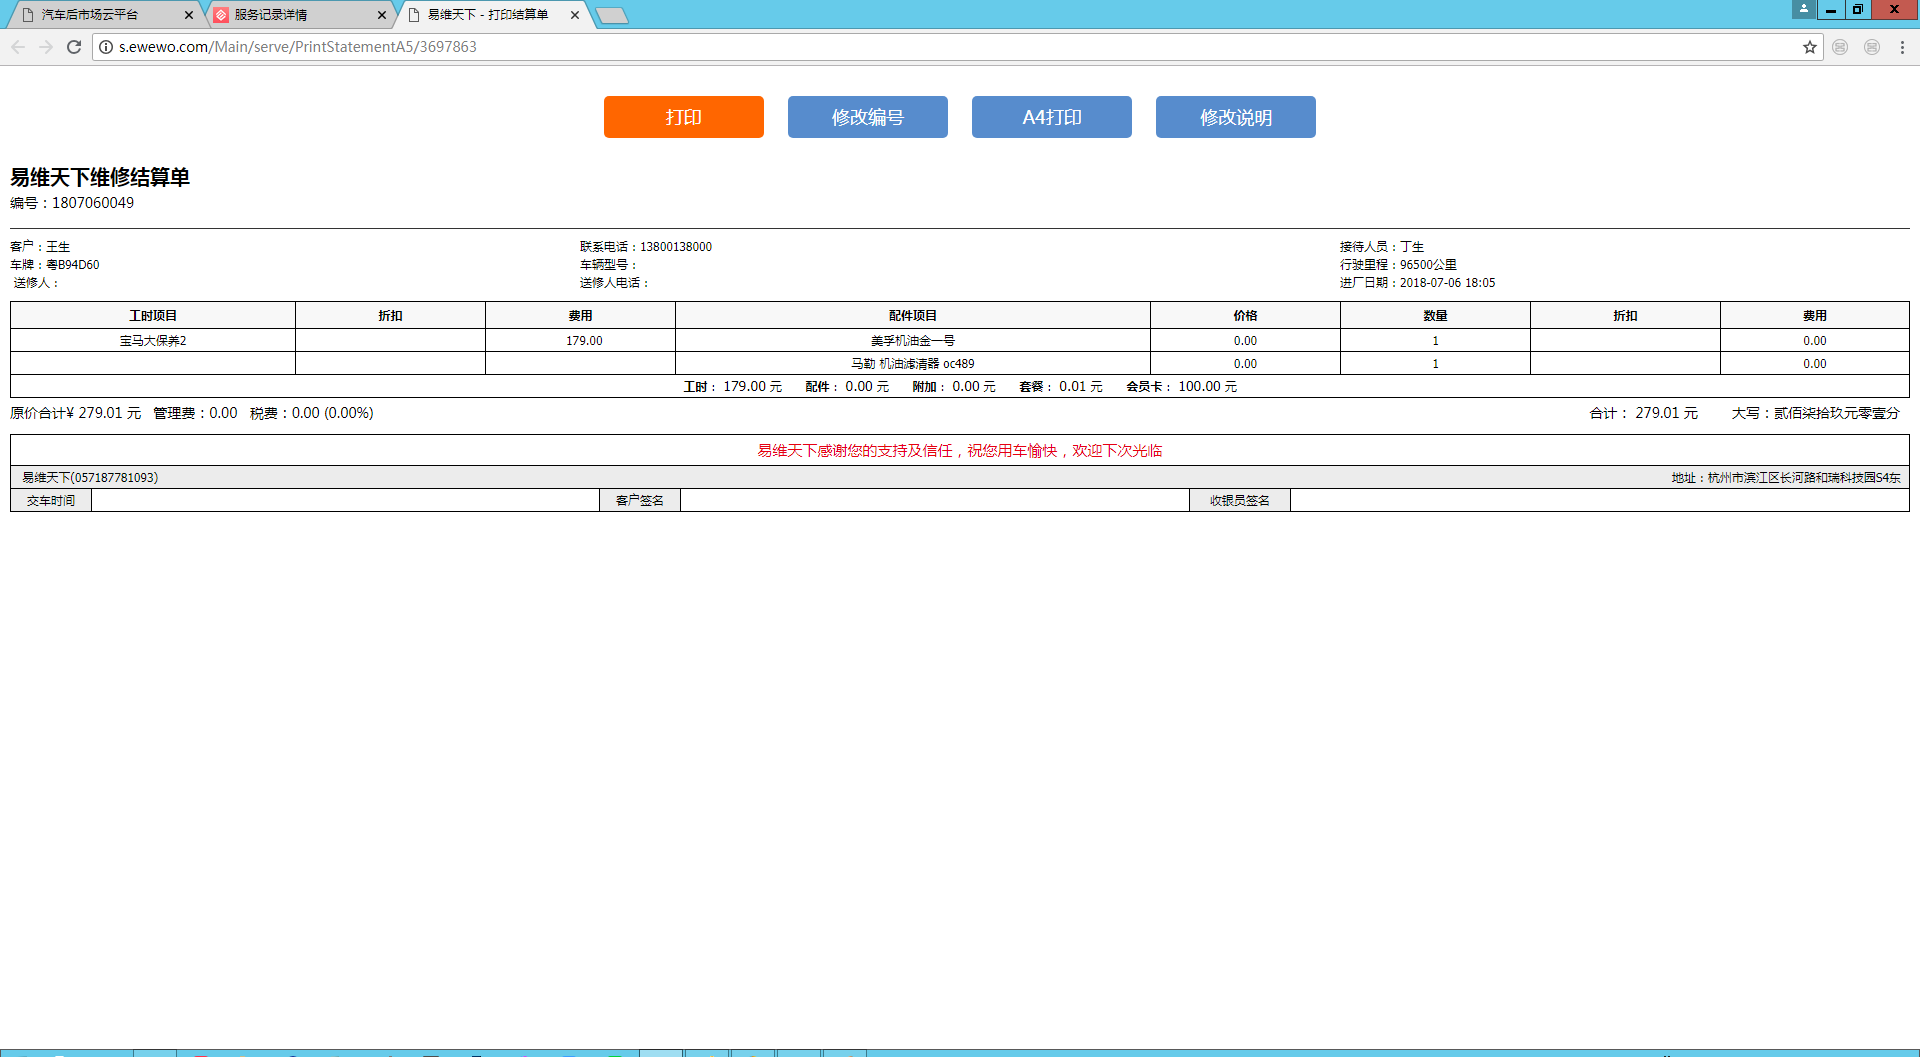 汽车后市场云平台
服务记录详情
易维天下 - 打印结算单
s.ewewo.com/Main/serve/PrintStatementA5/3697863
打印 修改编号 A4打印 修改说明
易维天下维修结算单
编号：1807060049
客户：王生 联系电话：13800138000 接待人员：丁生
车牌：粤B94D60 车辆型号： 行驶里程：96500公里
送修人： 送修人电话： 进厂日期：2018-07-06 18:05
工时项目 折扣 费用 配件项目 价格 数量 折扣 费用
宝马大保养2 179.00 美孚机油金一号 0.00 1 0.00
马勒 机油滤清器 oc489 0.00 1 0.00
工时： 179.00 元 配件： 0.00 元 附加： 0.00 元 套餐： 0.01 元 会员卡： 100.00 元
原价合计¥ 279.01 元 管理费：0.00 税费：0.00 (0.00%) 合计： 279.01 元 大写：贰佰柒拾玖元零壹分
易维天下感谢您的支持及信任，祝您用车愉快，欢迎下次光临
易维天下(057187781093) 地址：杭州市滨江区长河路和瑞科技园S4东
交车时间 客户签名 收银员签名